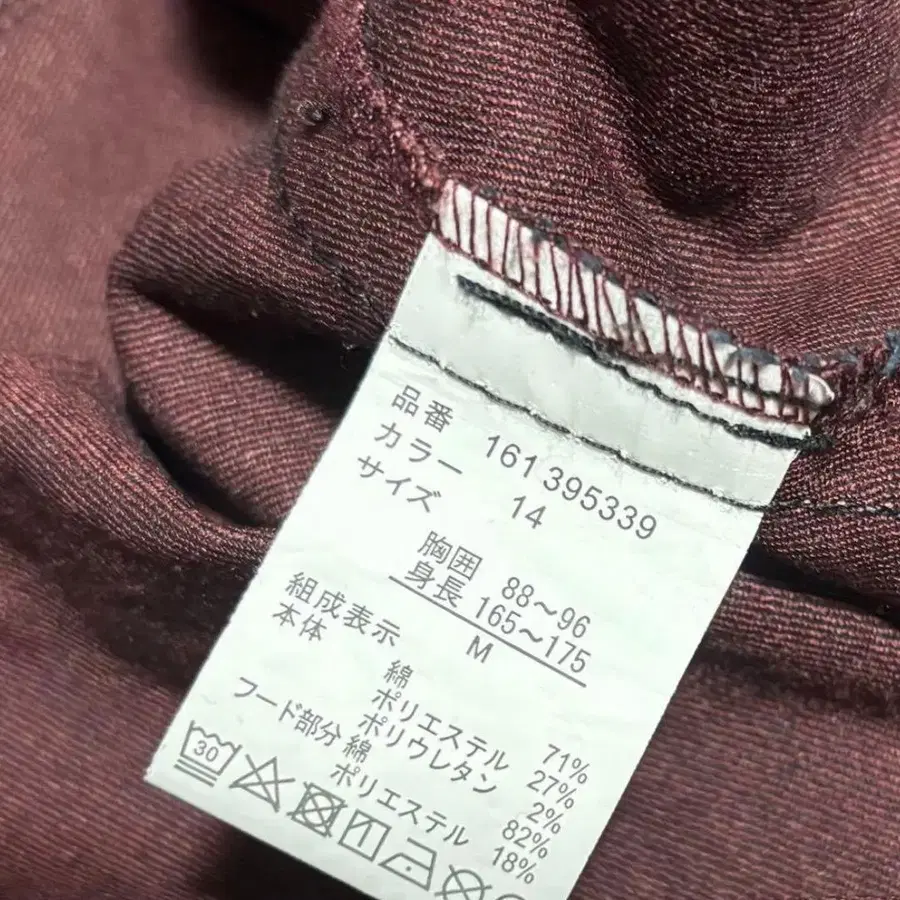 品番 161 395339
カラー 14
サイズ
胸囲 88～96
身長 165～175
M
組成表示
本体
綿 71%
ポリエステル 27%
ポリウレタン 2%
フード部分
綿 82%
ポリエステル 18%
30